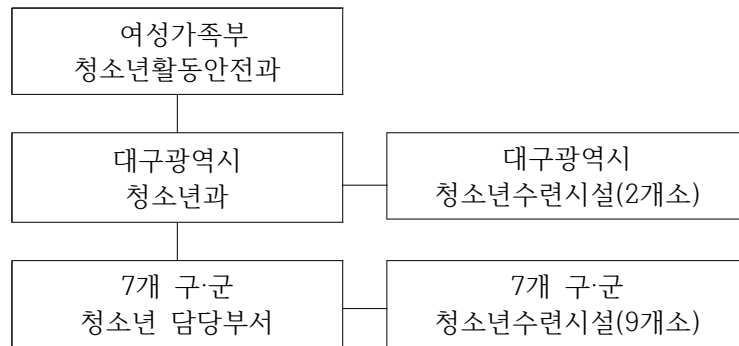 여성가족부
청소년활동안전과
대구광역시
청소년과
대구광역시
청소년수련시설(2개소)
7개 구·군
청소년 담당부서
7개 구·군
청소년수련시설(9개소)